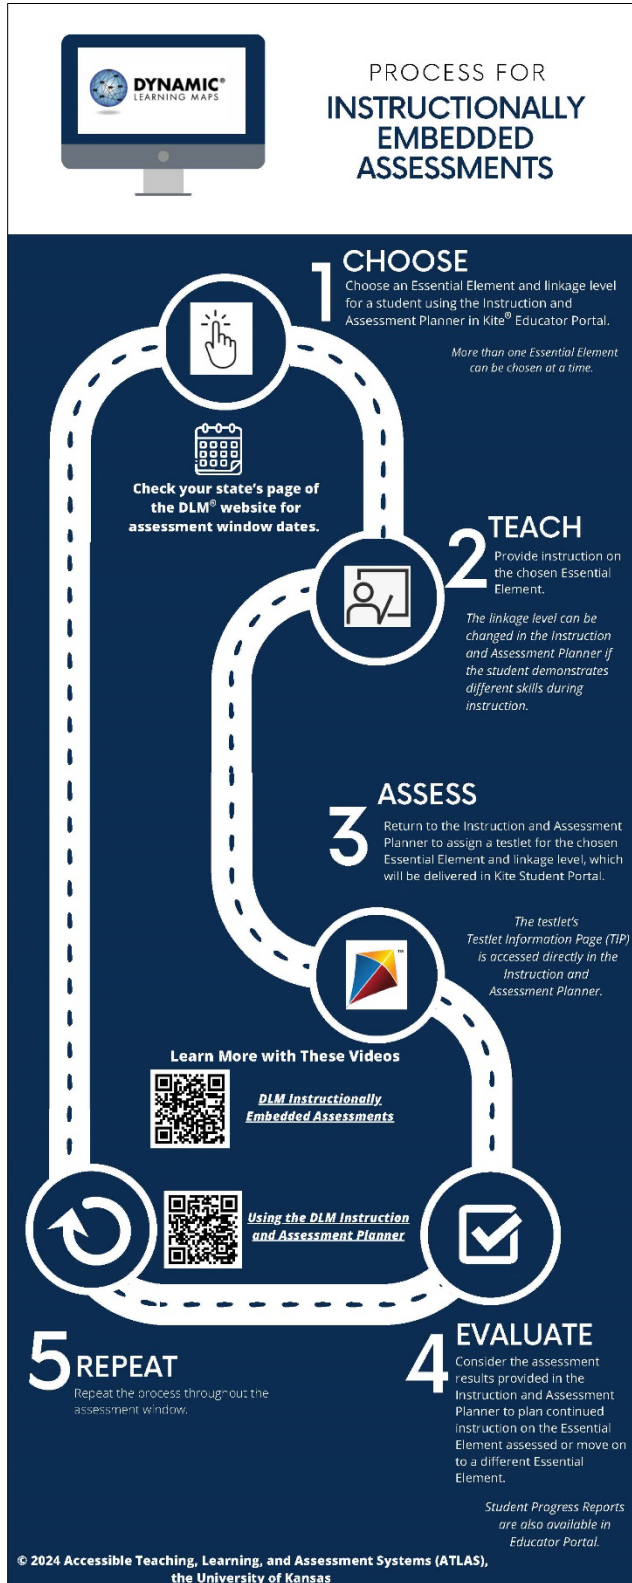 DYNAMIC®
LEARNING MAPS
PROCESS FOR
INSTRUCTIONALLY
EMBEDDED
ASSESSMENTS
1 CHOOSE
Choose an Essential Element and linkage level
for a student using the Instruction and
Assessment Planner in Kite® Educator Portal.
More than one Essential Element
can be chosen at a time.
Check your state's page of
the DLM® website for
assessment window dates.
2 TEACH
Provide instruction on
the chosen Essential
Element.
The linkage level can be
changed in the Instruction
and Assessment Planner if
the student demonstrates
different skills during
instruction.
3 ASSESS
Return to the Instruction and Assessment
Planner to assign a testlet for the chosen
Essential Element and linkage level, which
will be delivered in Kite Student Portal.
The testlet's
Testlet Information Page (TIP)
is accessed directly in the
Instruction and
Assessment Planner.
TM
Learn More with These Videos
DLM Instructionally
Embedded Assessments
Using the DLM Instruction
and Assessment Planner
4 EVALUATE
Consider the assessment
results provided in the
Instruction and Assessment
Planner to plan continued
instruction on the Essential
Element assessed or move on
to a different Essential
Element.
Student Progress Reports
are also available in
Educator Portal.
5 REPEAT
Repeat the process throughout the
assessment window.
© 2024 Accessible Teaching, Learning, and Assessment Systems (ATLAS),
the University of Kansas